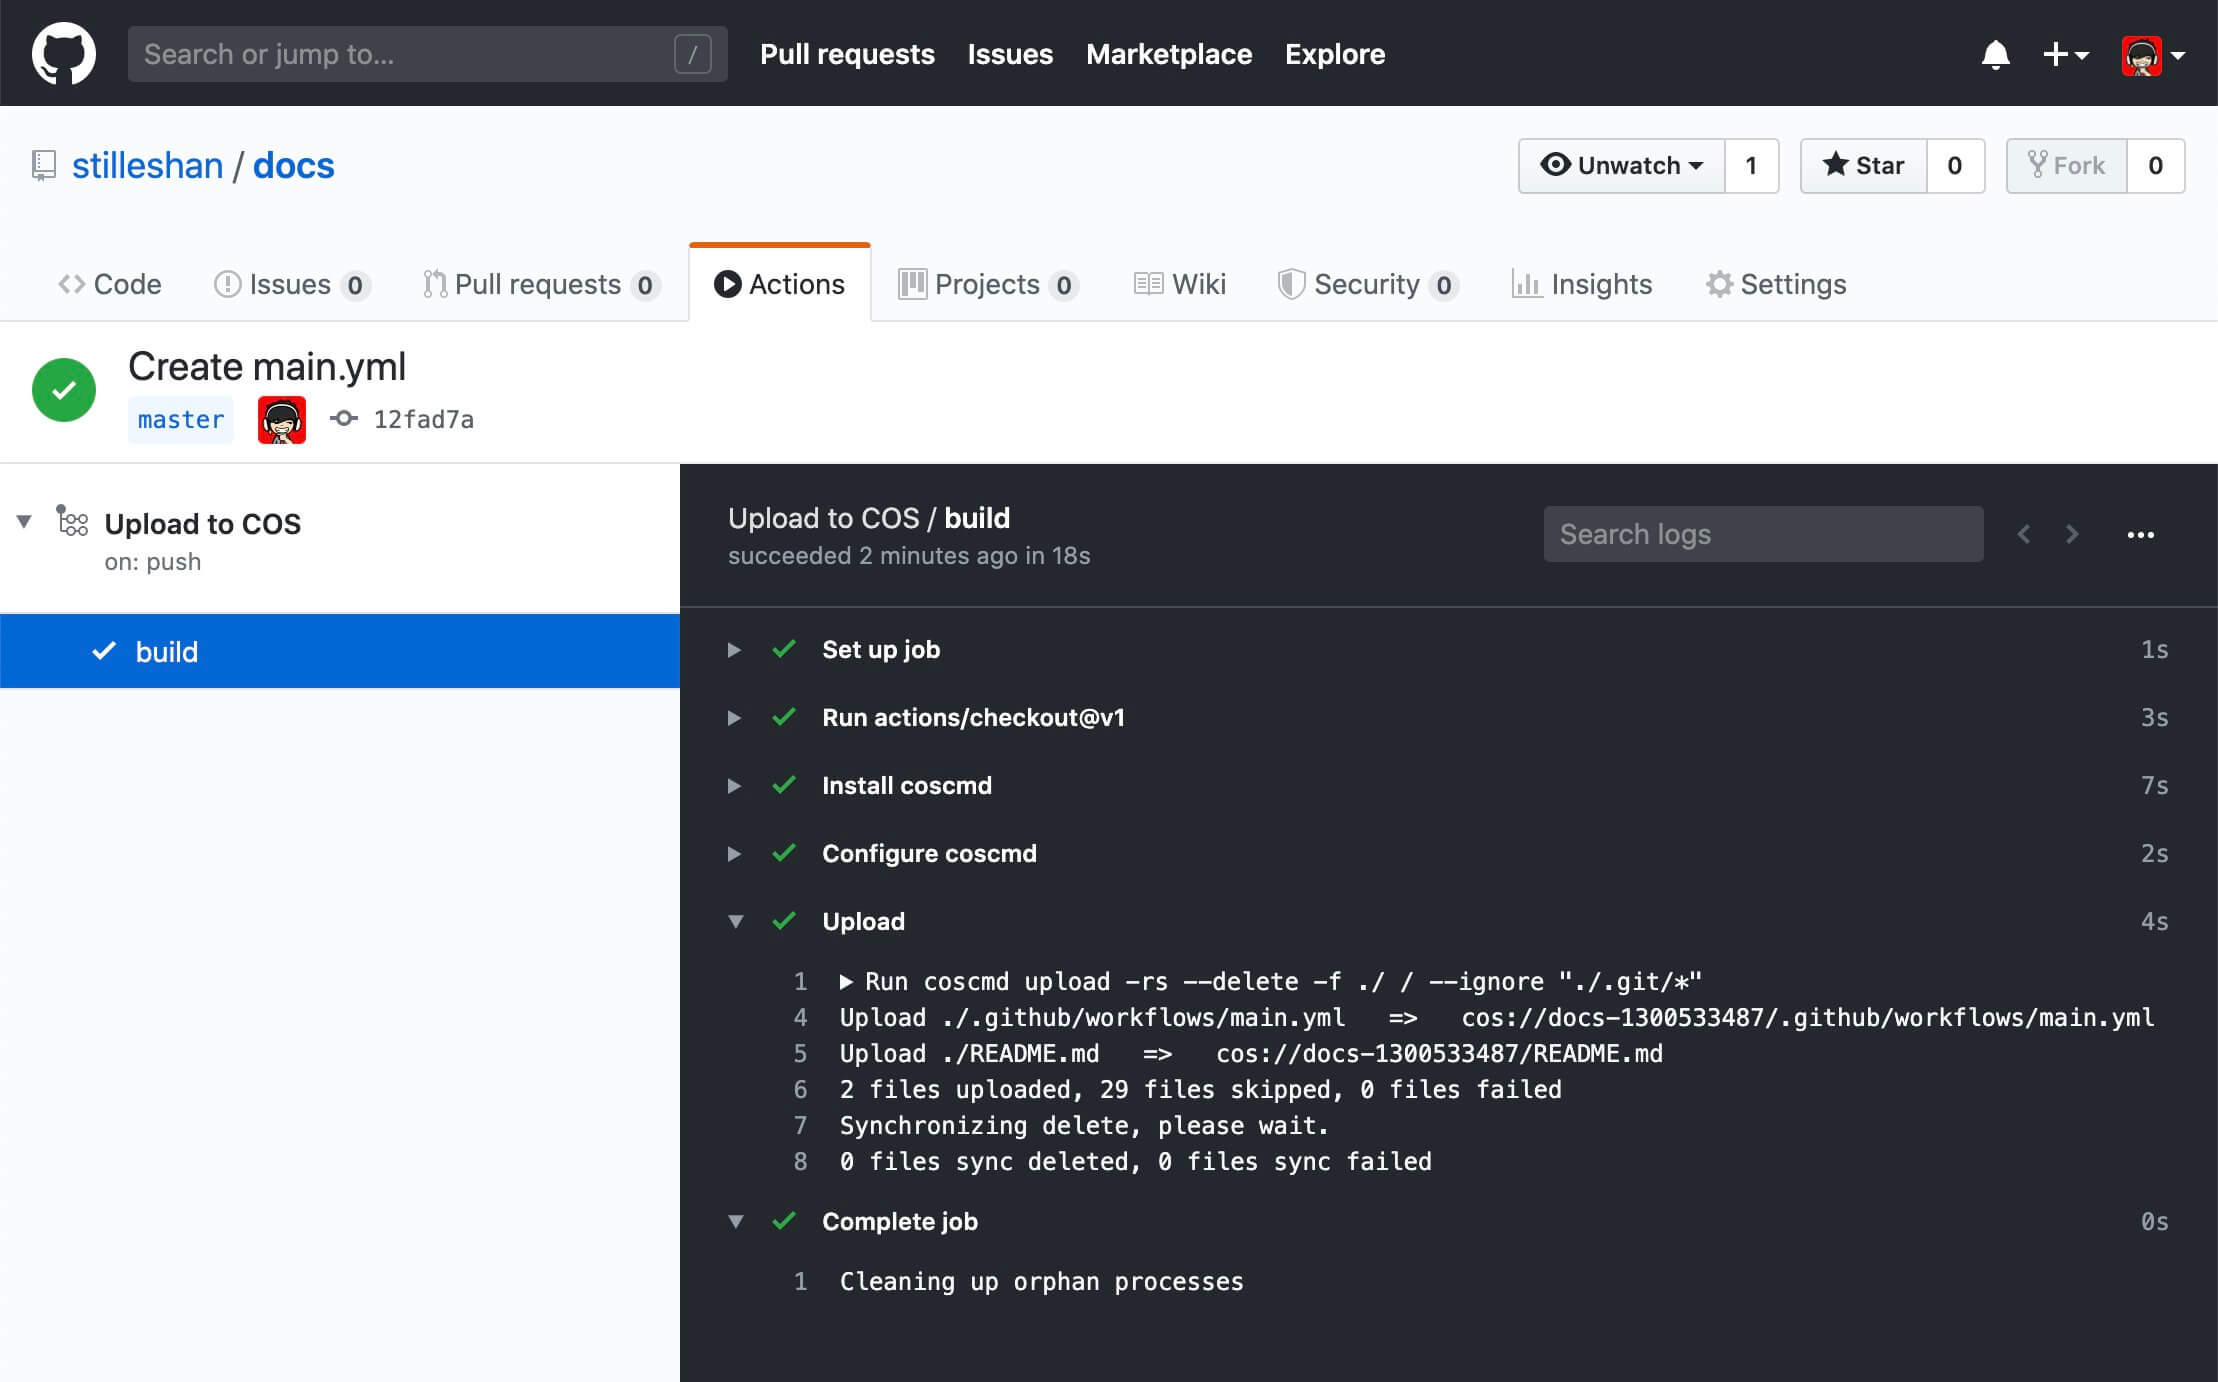 Search or jump to... / Pull requests Issues Marketplace Explore
stilleshan / docs Unwatch 1 Star 0 Fork 0
Code Issues 0 Pull requests 0 Actions Projects 0 Wiki Security 0 Insights Settings
Create main.yml
master 12fad7a
Upload to COS
on: push
build
Upload to COS / build
succeeded 2 minutes ago in 18s
Search logs
Set up job 1s
Run actions/checkout@v1 3s
Install coscmd 7s
Configure coscmd 2s
Upload 4s
1 Run coscmd upload -rs --delete -f ./ / --ignore "./.git/*"
4 Upload ./.github/workflows/main.yml => cos://docs-1300533487/.github/workflows/main.yml
5 Upload ./README.md => cos://docs-1300533487/README.md
6 2 files uploaded, 29 files skipped, 0 files failed
7 Synchronizing delete, please wait.
8 0 files sync deleted, 0 files sync failed
Complete job 0s
1 Cleaning up orphan processes